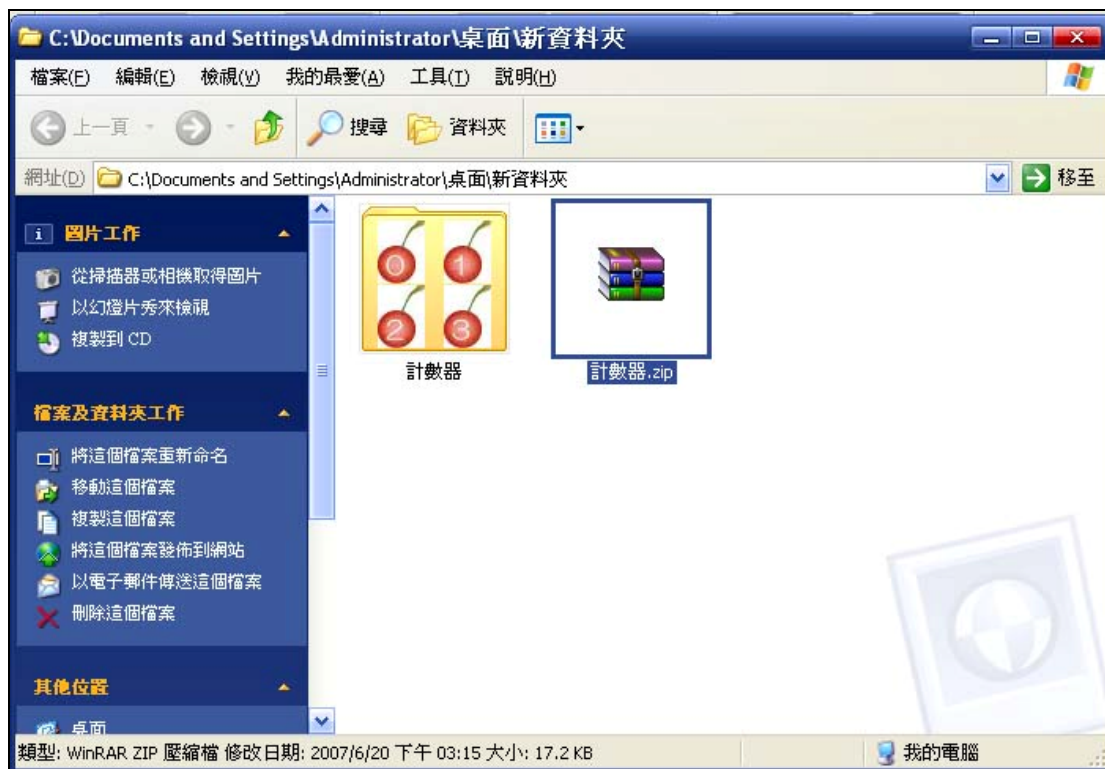 C:\Documents and Settings\Administrator\桌面\新資料夾
檔案(F) 編輯(E) 檢視(V) 我的最愛(A) 工具(T) 說明(H)
上一頁 搜尋 資料夾
網址(D) C:\Documents and Settings\Administrator\桌面\新資料夾 移至
圖片工作
從掃描器或相機取得圖片
以幻燈片秀來檢視
複製到 CD
檔案及資料夾工作
將這個檔案重新命名
移動這個檔案
複製這個檔案
將這個檔案發佈到網站
以電子郵件傳送這個檔案
刪除這個檔案
其他位置
桌面
0 1
2 3
計數器
計數器.zip
類型: WinRAR ZIP 壓縮檔 修改日期: 2007/6/20 下午 03:15 大小: 17.2 KB 我的電腦